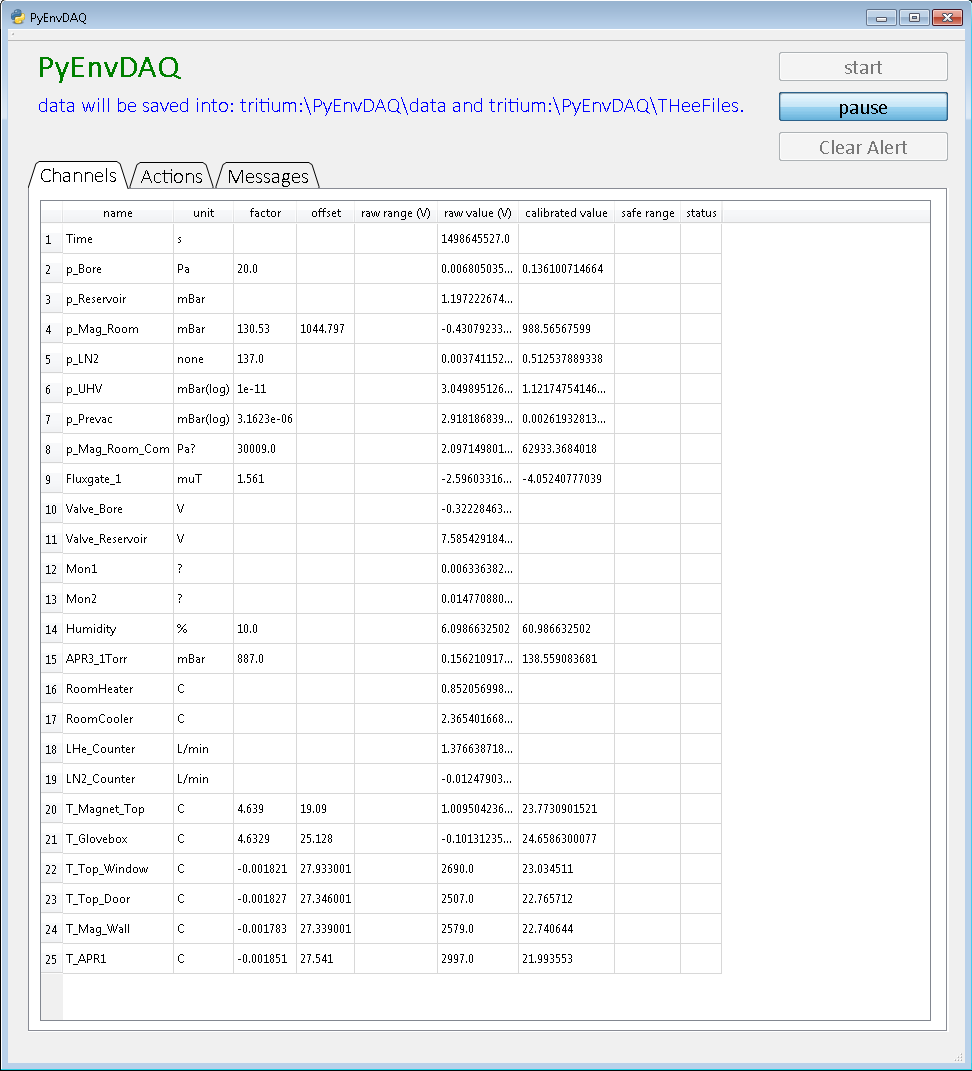 PyEnvDAQ
PyEnvDAQ
data will be saved into: tritium:\PyEnvDAQ\data and tritium:\PyEnvDAQ\THeeFiles.
start
pause
Clear Alert
Channels Actions Messages
name unit factor offset raw range (V) raw value (V) calibrated value safe range status
1 Time s 1498645527.0
2 p_Bore Pa 20.0 0.006805035... 0.136100714664
3 p_Reservoir mBar 1.197222674...
4 p_Mag_Room mBar 130.53 1044.797 -0.43079233... 988.56567599
5 p_LN2 none 137.0 0.003741152... 0.512537889338
6 p_UHV mBar(log) 1e-11 3.049895126... 1.12174754146...
7 p_Prevac mBar(log) 3.1623e-06 2.918186839... 0.00261932813...
8 p_Mag_Room_Com Pa? 30009.0 2.097149801... 62933.3684018
9 Fluxgate_1 muT 1.561 -2.59603316... -4.05240777039
10 Valve_Bore V -0.32228463...
11 Valve_Reservoir V 7.585429184...
12 Mon1 ? 0.006336382...
13 Mon2 ? 0.014770880...
14 Humidity % 10.0 6.0986632502 60.986632502
15 APR3_1Torr mBar 887.0 0.156210917... 138.559083681
16 RoomHeater C 0.852056998...
17 RoomCooler C 2.365401668...
18 LHe_Counter L/min 1.376638718...
19 LN2_Counter L/min -0.01247903...
20 T_Magnet_Top C 4.639 19.09 1.009504236... 23.7730901521
21 T_Glovebox C 4.6329 25.128 -0.10131235... 24.6586300077
22 T_Top_Window C -0.001821 27.933001 2690.0 23.034511
23 T_Top_Door C -0.001827 27.346001 2507.0 22.765712
24 T_Mag_Wall C -0.001783 27.339001 2579.0 22.740644
25 T_APR1 C -0.001851 27.541 2997.0 21.993553